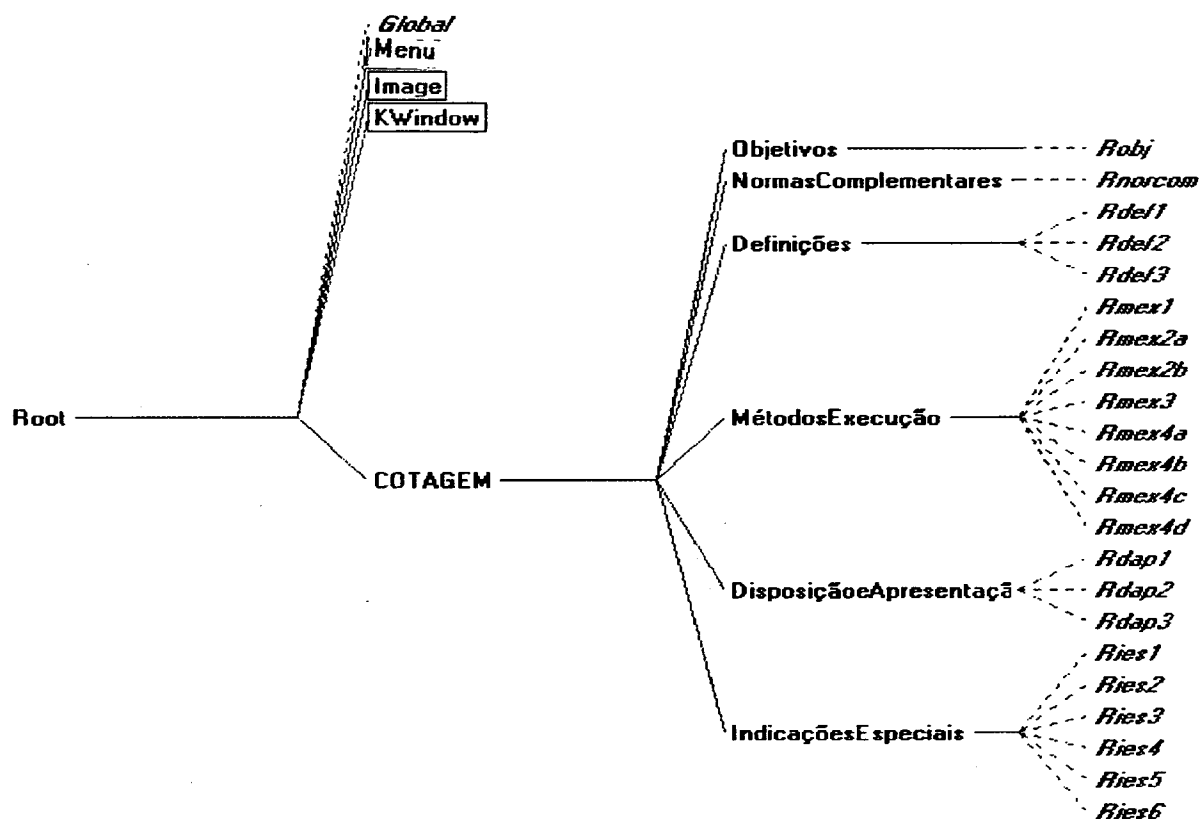 Global
Menu
Image
KWindow
Objetivos
Robj
NormasComplementares
Rnorcom
Rdef1
Definições
Rdef2
Rdef3
Rmex1
Rmex2a
Rmex2b
Rmex3
Root
MétodosExecução
Rmex4a
Rmex4b
COTAGEM
Rmex4c
Rmex4d
Rdap1
DisposiçãoeApresentaçã
Rdap2
Rdap3
Ries1
Ries2
Ries3
IndicaçõesEspeciais
Ries4
Ries5
Ries6